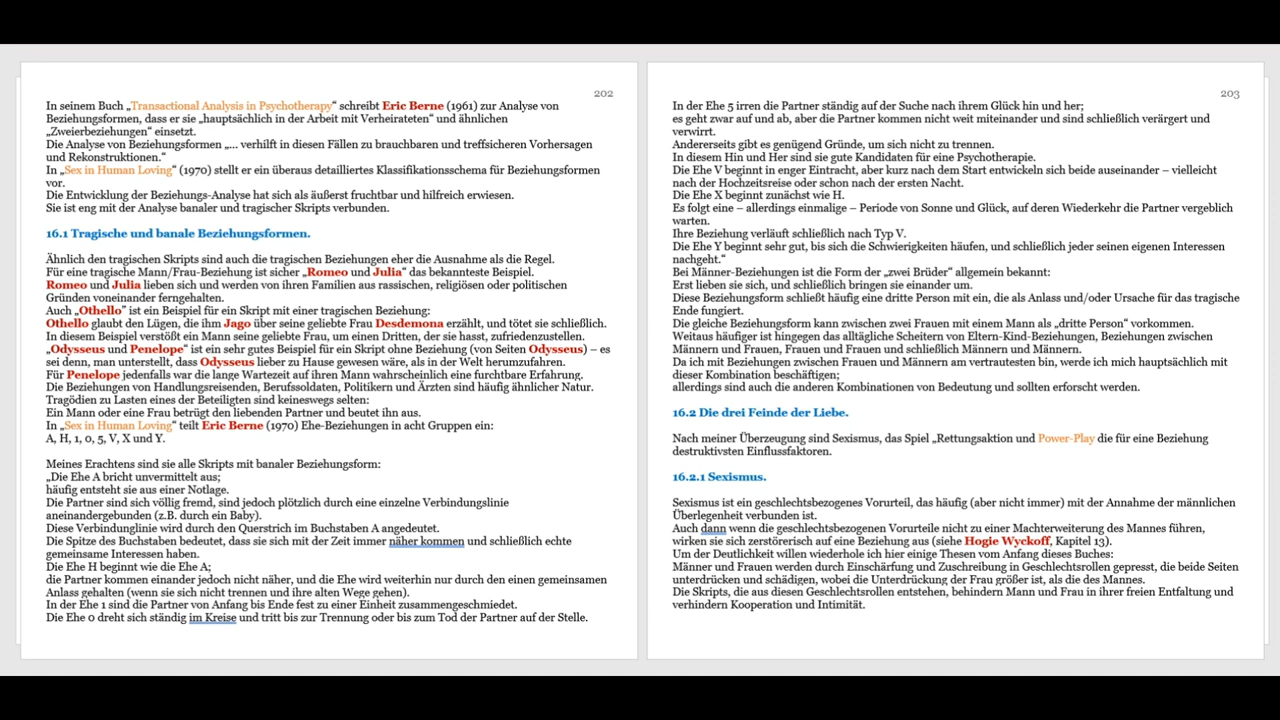 202
In seinem Buch „Transactional Analysis in Psychotherapy“ schreibt Eric Berne (1961) zur Analyse von
Beziehungsformen, dass er sie „hauptsächlich in der Arbeit mit Verheirateten“ und ähnlichen
„Zweierbeziehungen“ einsetzt.
Die Analyse von Beziehungsformen „... verhilft in diesen Fällen zu brauchbaren und treffsicheren Vorhersagen
und Rekonstruktionen.“
In „Sex in Human Loving“ (1970) stellt er ein überaus detailliertes Klassifikationsschema für Beziehungsformen
vor.
Die Entwicklung der Beziehungs-Analyse hat sich als äußerst fruchtbar und hilfreich erwiesen.
Sie ist eng mit der Analyse banaler und tragischer Skripts verbunden.
16.1 Tragische und banale Beziehungsformen.
Ähnlich den tragischen Skripts sind auch die tragischen Beziehungen eher die Ausnahme als die Regel.
Für eine tragische Mann/Frau-Beziehung ist sicher „Romeo und Julia“ das bekannteste Beispiel.
Romeo und Julia lieben sich und werden von ihren Familien aus rassischen, religiösen oder politischen
Gründen voneinander ferngehalten.
Auch „Othello“ ist ein Beispiel für ein Skript mit einer tragischen Beziehung:
Othello glaubt den Lügen, die ihm Jago über seine geliebte Frau Desdemona erzählt, und tötet sie schließlich.
In diesem Beispiel verstößt ein Mann seine geliebte Frau, um einen Dritten, der sie hasst, zufriedenzustellen.
„Odysseus und Penelope“ ist ein sehr gutes Beispiel für ein Skript ohne Beziehung (von Seiten Odysseus) – es
sei denn, man unterstellt, dass Odysseus lieber zu Hause gewesen wäre, als in der Welt herumzufahren.
Für Penelope jedenfalls war die lange Wartezeit auf ihren Mann wahrscheinlich eine furchtbare Erfahrung.
Die Beziehungen von Handlungsreisenden, Berufssoldaten, Politikern und Ärzten sind häufig ähnlicher Natur.
Tragödien zu Lasten eines der Beteiligten sind keineswegs selten:
Ein Mann oder eine Frau betrügt den liebenden Partner und beutet ihn aus.
In „Sex in Human Loving“ teilt Eric Berne (1970) Ehe-Beziehungen in acht Gruppen ein:
A, H, 1, 0, 5, V, X und Y.
Meines Erachtens sind sie alle Skripts mit banaler Beziehungsform:
„Die Ehe A bricht unvermittelt aus;
häufig entsteht sie aus einer Notlage.
Die Partner sind sich völlig fremd, sind jedoch plötzlich durch eine einzelne Verbindungslinie
aneinandergebunden (z.B. durch ein Baby).
Diese Verbindunglinie wird durch den Querstrich im Buchstaben A angedeutet.
Die Spitze des Buchstaben bedeutet, dass sie sich mit der Zeit immer näher kommen und schließlich echte
gemeinsame Interessen haben.
Die Ehe H beginnt wie die Ehe A;
die Partner kommen einander jedoch nicht näher, und die Ehe wird weiterhin nur durch den einen gemeinsamen
Anlass gehalten (wenn sie sich nicht trennen und ihre alten Wege gehen).
In der Ehe 1 sind die Partner von Anfang bis Ende fest zu einer Einheit zusammengeschmiedet.
Die Ehe 0 dreht sich ständig im Kreise und tritt bis zur Trennung oder bis zum Tod der Partner auf der Stelle.
203
In der Ehe 5 irren die Partner ständig auf der Suche nach ihrem Glück hin und her;
es geht zwar auf und ab, aber die Partner kommen nicht weit miteinander und sind schließlich verärgert und
verwirrt.
Andererseits gibt es genügend Gründe, um sich nicht zu trennen.
In diesem Hin und Her sind sie gute Kandidaten für eine Psychotherapie.
Die Ehe V beginnt in enger Eintracht, aber kurz nach dem Start entwickeln sich beide auseinander – vielleicht
nach der Hochzeitsreise oder schon nach der ersten Nacht.
Die Ehe X beginnt zunächst wie H.
Es folgt eine – allerdings einmalige – Periode von Sonne und Glück, auf deren Wiederkehr die Partner vergeblich
warten.
Ihre Beziehung verläuft schließlich nach Typ V.
Die Ehe Y beginnt sehr gut, bis sich die Schwierigkeiten häufen, und schließlich jeder seinen eigenen Interessen
nachgeht.“
Bei Männer-Beziehungen ist die Form der „zwei Brüder“ allgemein bekannt:
Erst lieben sie sich, und schließlich bringen sie einander um.
Diese Beziehungsform schließt häufig eine dritte Person mit ein, die als Anlass und/oder Ursache für das tragische
Ende fungiert.
Die gleiche Beziehungsform kann zwischen zwei Frauen mit einem Mann als „dritte Person“ vorkommen.
Weitaus häufiger ist hingegen das alltägliche Scheitern von Eltern-Kind-Beziehungen, Beziehungen zwischen
Männern und Frauen, Frauen und Frauen und schließlich Männern und Männern.
Da ich mit Beziehungen zwischen Frauen und Männern am vertrautesten bin, werde ich mich hauptsächlich mit
dieser Kombination beschäftigen;
allerdings sind auch die anderen Kombinationen von Bedeutung und sollten erforscht werden.
16.2 Die drei Feinde der Liebe.
Nach meiner Überzeugung sind Sexismus, das Spiel „Rettungsaktion und Power-Play die für eine Beziehung
destruktivsten Einflussfaktoren.
16.2.1 Sexismus.
Sexismus ist ein geschlechtsbezogenes Vorurteil, das häufig (aber nicht immer) mit der Annahme der männlichen
Überlegenheit verbunden ist.
Auch dann wenn die geschlechtsbezogenen Vorurteile nicht zu einer Machterweiterung des Mannes führen,
wirken sie sich zerstörerisch auf eine Beziehung aus (siehe Hogie Wyckoff, Kapitel 13).
Um der Deutlichkeit willen wiederhole ich hier einige Thesen vom Anfang dieses Buches:
Männer und Frauen werden durch Einschärfung und Zuschreibung in Geschlechtsrollen gepresst, die beide Seiten
unterdrücken und schädigen, wobei die Unterdrückung der Frau größer ist, als die des Mannes.
Die Skripts, die aus diesen Geschlechtsrollen entstehen, behindern Mann und Frau in ihrer freien Entfaltung und
verhindern Kooperation und Intimität.